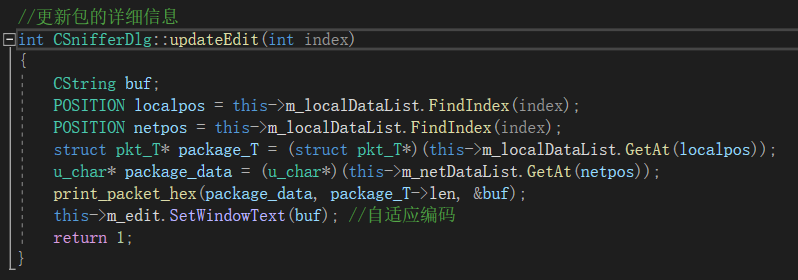 //更新包的详细信息
int CSnifferDlg::updateEdit(int index)
{
    CString buf;
    POSITION localpos = this->m_localDataList.FindIndex(index);
    POSITION netpos = this->m_localDataList.FindIndex(index);
    struct pkt_T* package_T = (struct pkt_T*)(this->m_localDataList.GetAt(localpos));
    u_char* package_data = (u_char*)(this->m_netDataList.GetAt(netpos));
    print_packet_hex(package_data, package_T->len, &buf);
    this->m_edit.SetWindowText(buf); //自适应编码
    return 1;
}